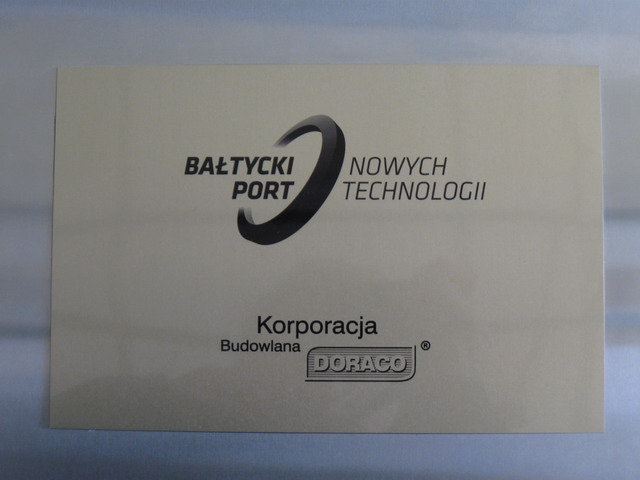 BAŁTYCKI NOWYCH
PORT TECHNOLOGII
Korporacja
Budowlana DORACO ®